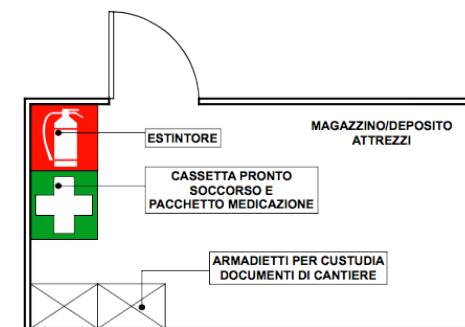 MAGAZZINO/DEPOSITO
ATTREZZI
ESTINTORE
CASSETTA PRONTO
SOCCORSO E
PACCHETTO MEDICAZIONE
ARMADIETTI PER CUSTUDIA
DOCUMENTI DI CANTIERE